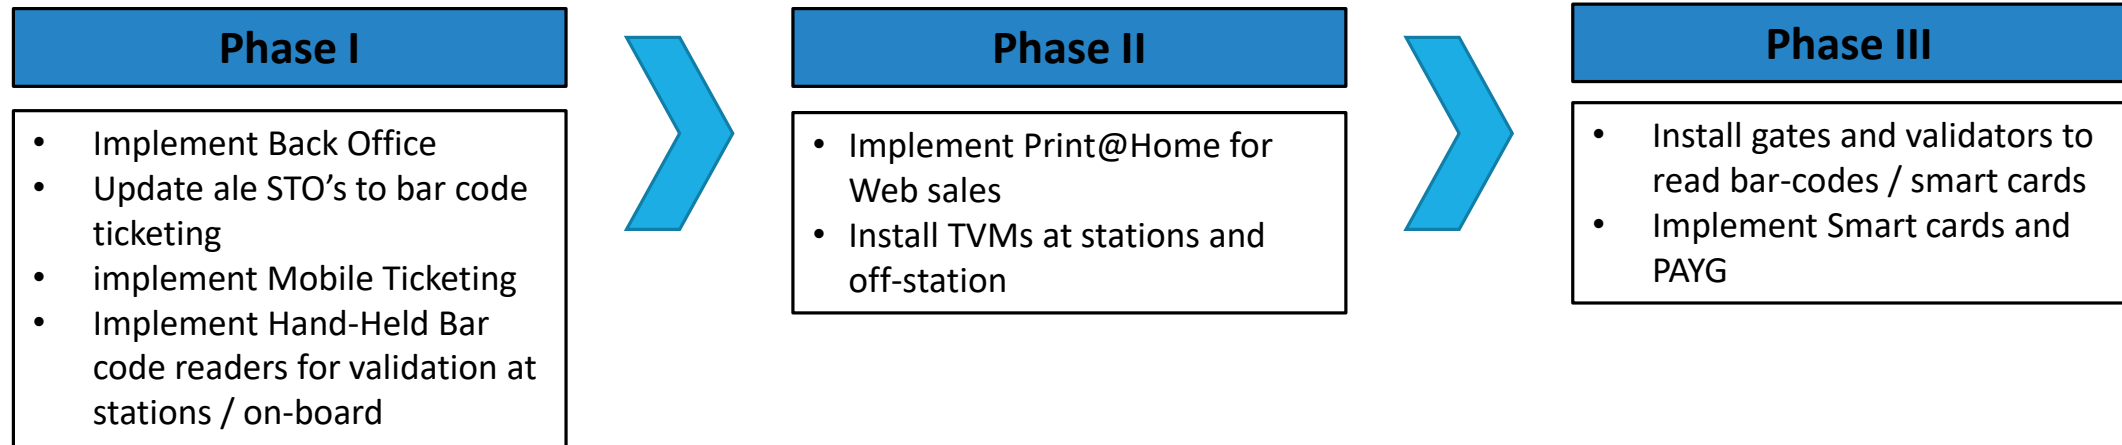 Phase I
• Implement Back Office
• Update ale STO's to bar code
ticketing
• implement Mobile Ticketing
• Implement Hand-Held Bar
code readers for validation at
stations / on-board
Phase II
• Implement Print@Home for
Web sales
• Install TVMs at stations and
off-station
Phase III
• Install gates and validators to
read bar-codes / smart cards
• Implement Smart cards and
PAYG